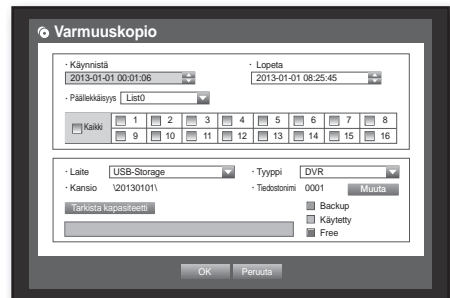 Varmuuskopio
· Käynnistä · Lopeta
2013-01-01 00:01:06 2013-01-01 08:25:45
· Päällekkäisyys List0
Kaikki 1 2 3 4 5 6 7 8
9 10 11 12 13 14 15 16
· Laite USB-Storage · Tyyppi DVR
· Kansio \20130101\ · Tiedostonimi 0001 Muuta
Tarkista kapasiteetti Backup
Käytetty
Free
OK Peruuta